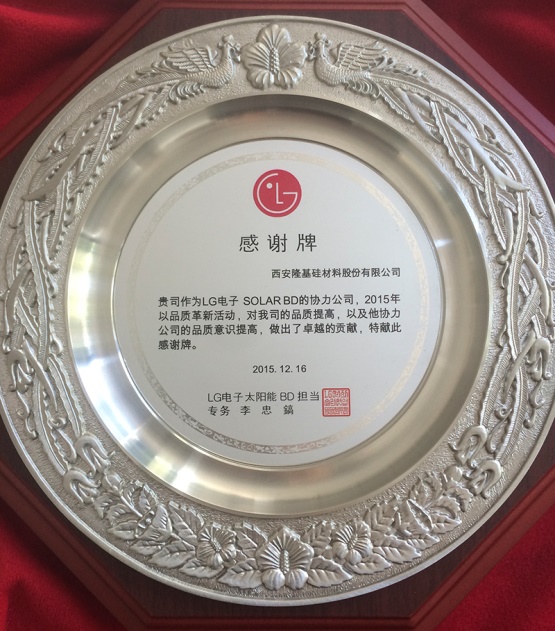 LG
感谢牌
西安隆基硅材料股份有限公司
贵司作为LG电子 SOLAR BD的协力公司，2015年
以品质革新活动，对我司的品质提高，以及他协力
公司的品质意识提高，做出了卓越的贡献，特献此
感谢牌。
2015. 12. 16
LG电子太阳能 BD 担当
专务 李 忠 鎬